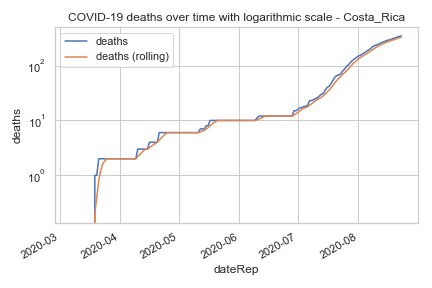 COVID-19 deaths over time with logarithmic scale - Costa_Rica
deaths
deaths (rolling)
10²
10¹
10⁰
deaths
2020-03
2020-04
2020-05
2020-06
2020-07
2020-08
dateRep